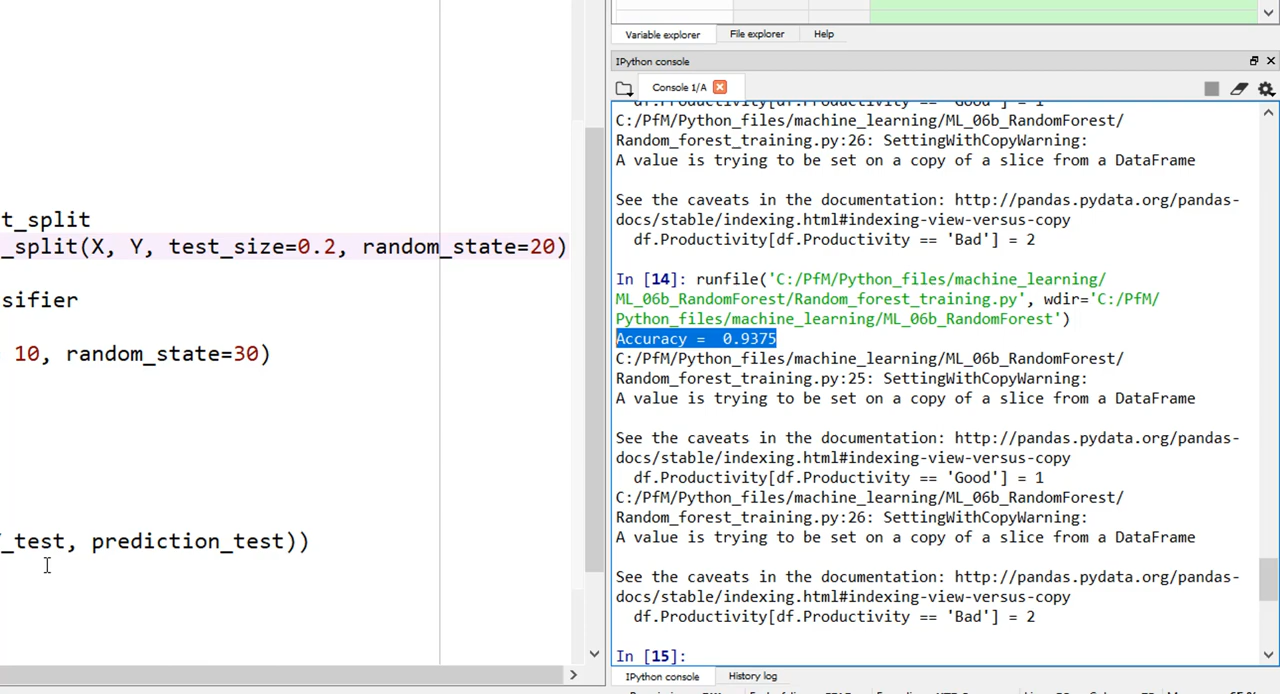 t_split
_split(X, Y, test_size=0.2, random_state=20)
sifier
10, random_state=30)
_test, prediction_test))
Variable explorer File explorer Help
IPython console
Console 1/A
df.Productivity[df.Productivity == 'Good'] = 1
C:/PfM/Python_files/machine_learning/ML_06b_RandomForest/
Random_forest_training.py:26: SettingWithCopyWarning:
A value is trying to be set on a copy of a slice from a DataFrame
See the caveats in the documentation: http://pandas.pydata.org/pandas-
docs/stable/indexing.html#indexing-view-versus-copy
df.Productivity[df.Productivity == 'Bad'] = 2
In [14]: runfile('C:/PfM/Python_files/machine_learning/
ML_06b_RandomForest/Random_forest_training.py', wdir='C:/PfM/
Python_files/machine_learning/ML_06b_RandomForest')
Accuracy =  0.9375
C:/PfM/Python_files/machine_learning/ML_06b_RandomForest/
Random_forest_training.py:25: SettingWithCopyWarning:
A value is trying to be set on a copy of a slice from a DataFrame
See the caveats in the documentation: http://pandas.pydata.org/pandas-
docs/stable/indexing.html#indexing-view-versus-copy
df.Productivity[df.Productivity == 'Good'] = 1
C:/PfM/Python_files/machine_learning/ML_06b_RandomForest/
Random_forest_training.py:26: SettingWithCopyWarning:
A value is trying to be set on a copy of a slice from a DataFrame
See the caveats in the documentation: http://pandas.pydata.org/pandas-
docs/stable/indexing.html#indexing-view-versus-copy
df.Productivity[df.Productivity == 'Bad'] = 2
In [15]:
IPython console History log